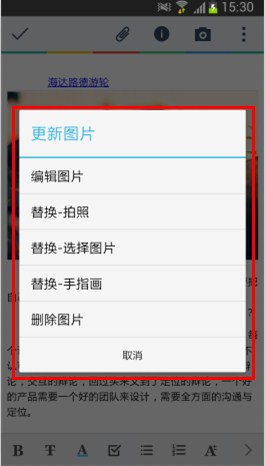 15:30
海达路德游轮
更新图片
编辑图片
替换-拍照
替换-选择图片
替换-手指画
删除图片
取消
论，交互的辩论，回过头来又到了定位的辩论，一个好
的产品需要一个好的团队来设计，需要全方面的沟通与
定位。
B T A A